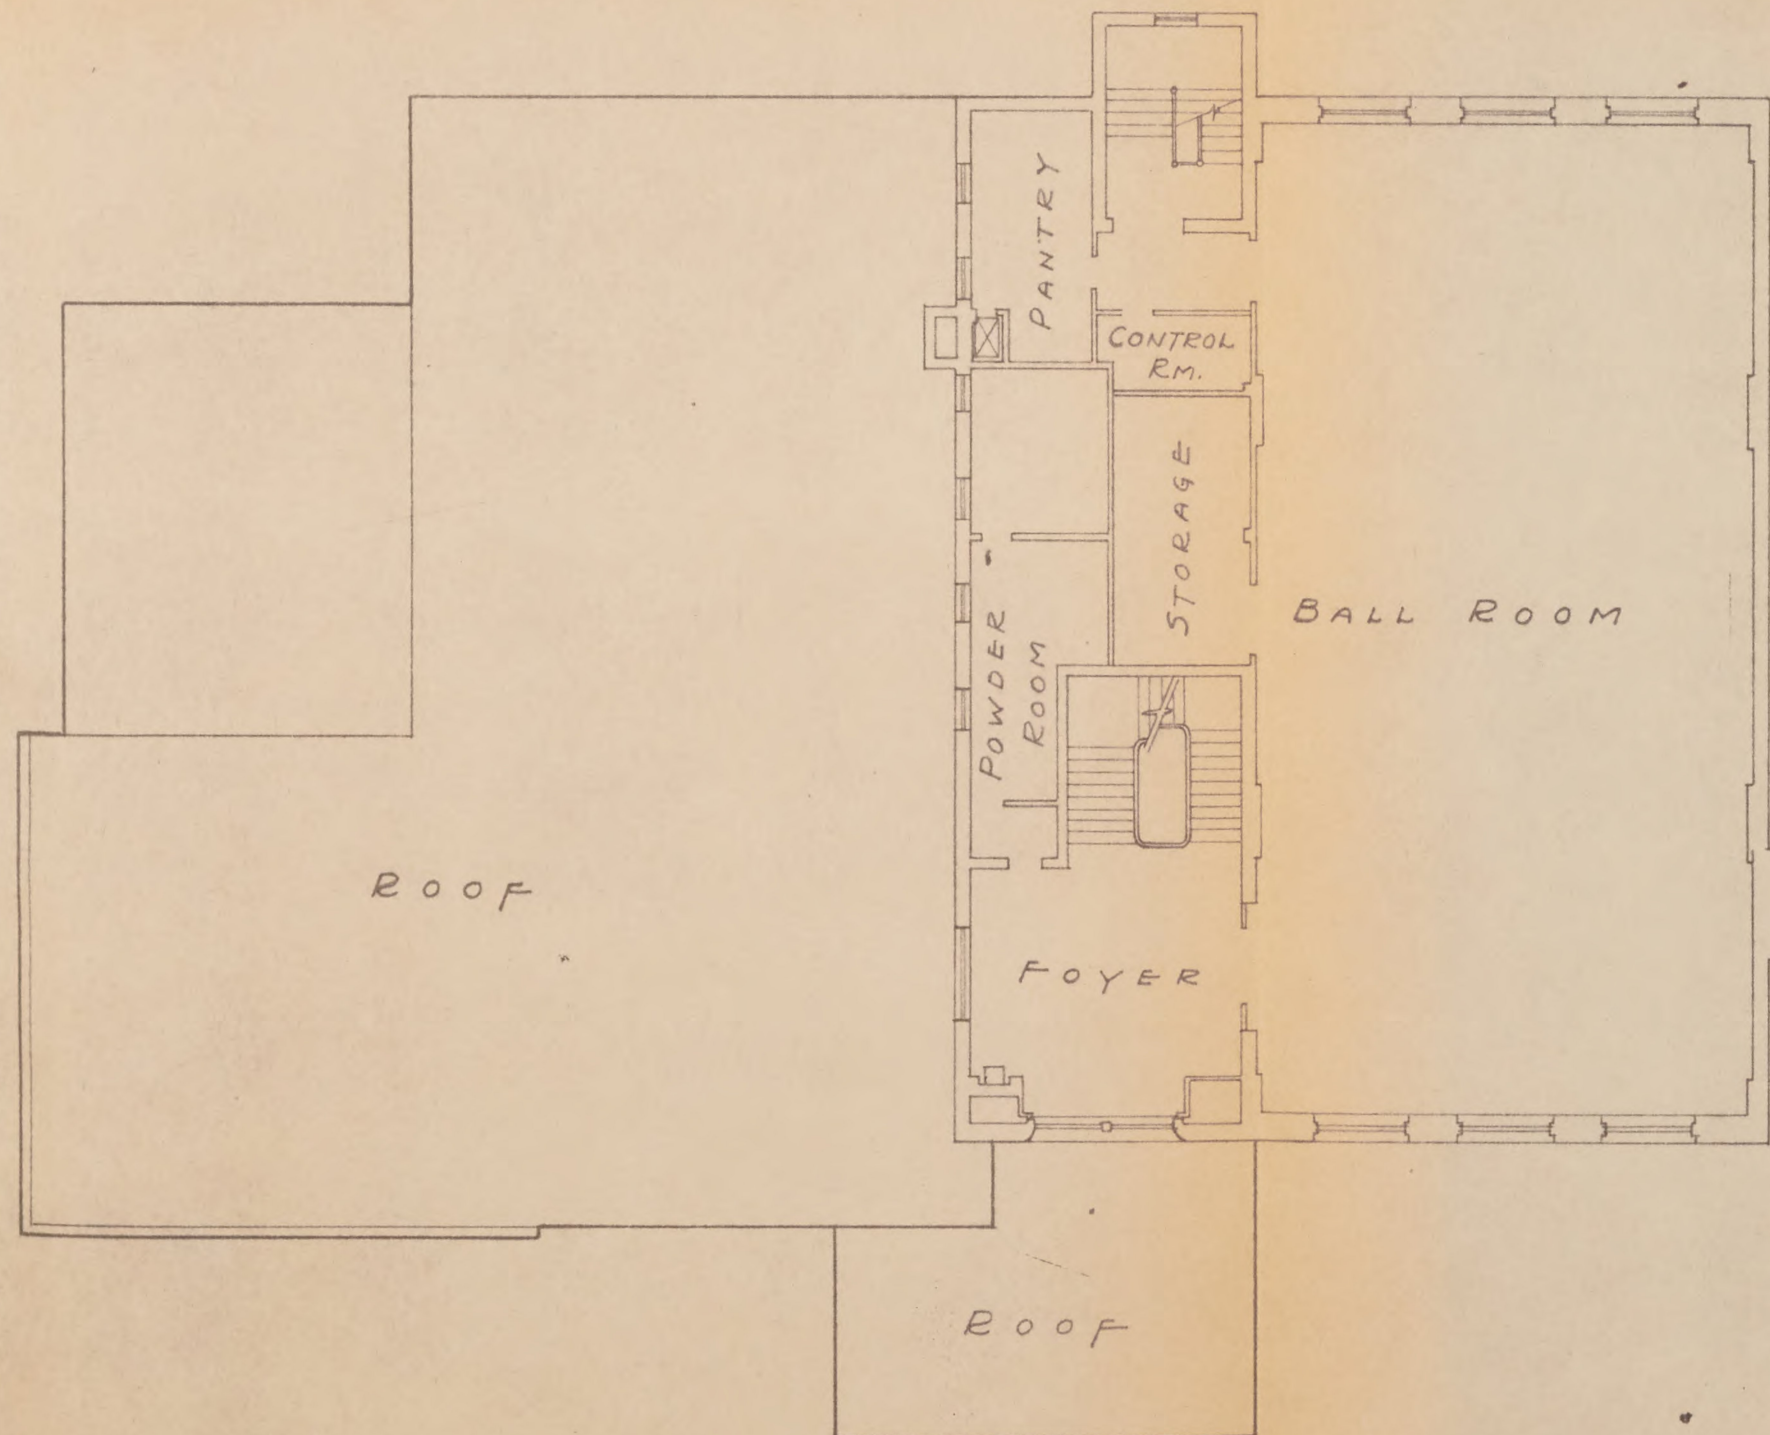 PANTRY
CONTROL
RM.
STORAGE
BALL ROOM
POWDER
ROOM
ROOF
FOYER
ROOF